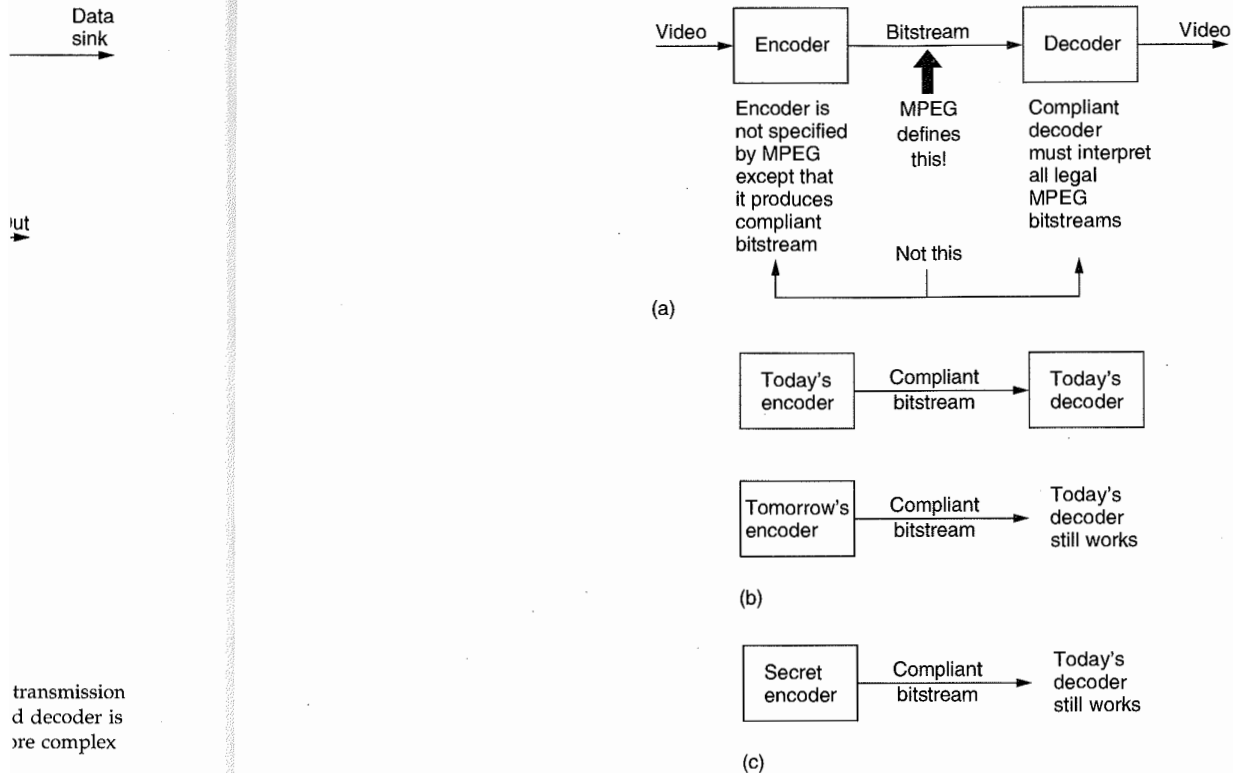 Data
sink
transmission
d decoder is
ore complex
Video
Encoder
Bitstream
Decoder
Video
Encoder is
not specified
by MPEG
except that
it produces
compliant
bitstream
MPEG
defines
this!
Compliant
decoder
must interpret
all legal
MPEG
bitstreams
Not this
(a)
Today's
encoder
Compliant
bitstream
Today's
decoder
Tomorrow's
encoder
Compliant
bitstream
Today's
decoder
still works
(b)
Secret
encoder
Compliant
bitstream
Today's
decoder
still works
(c)